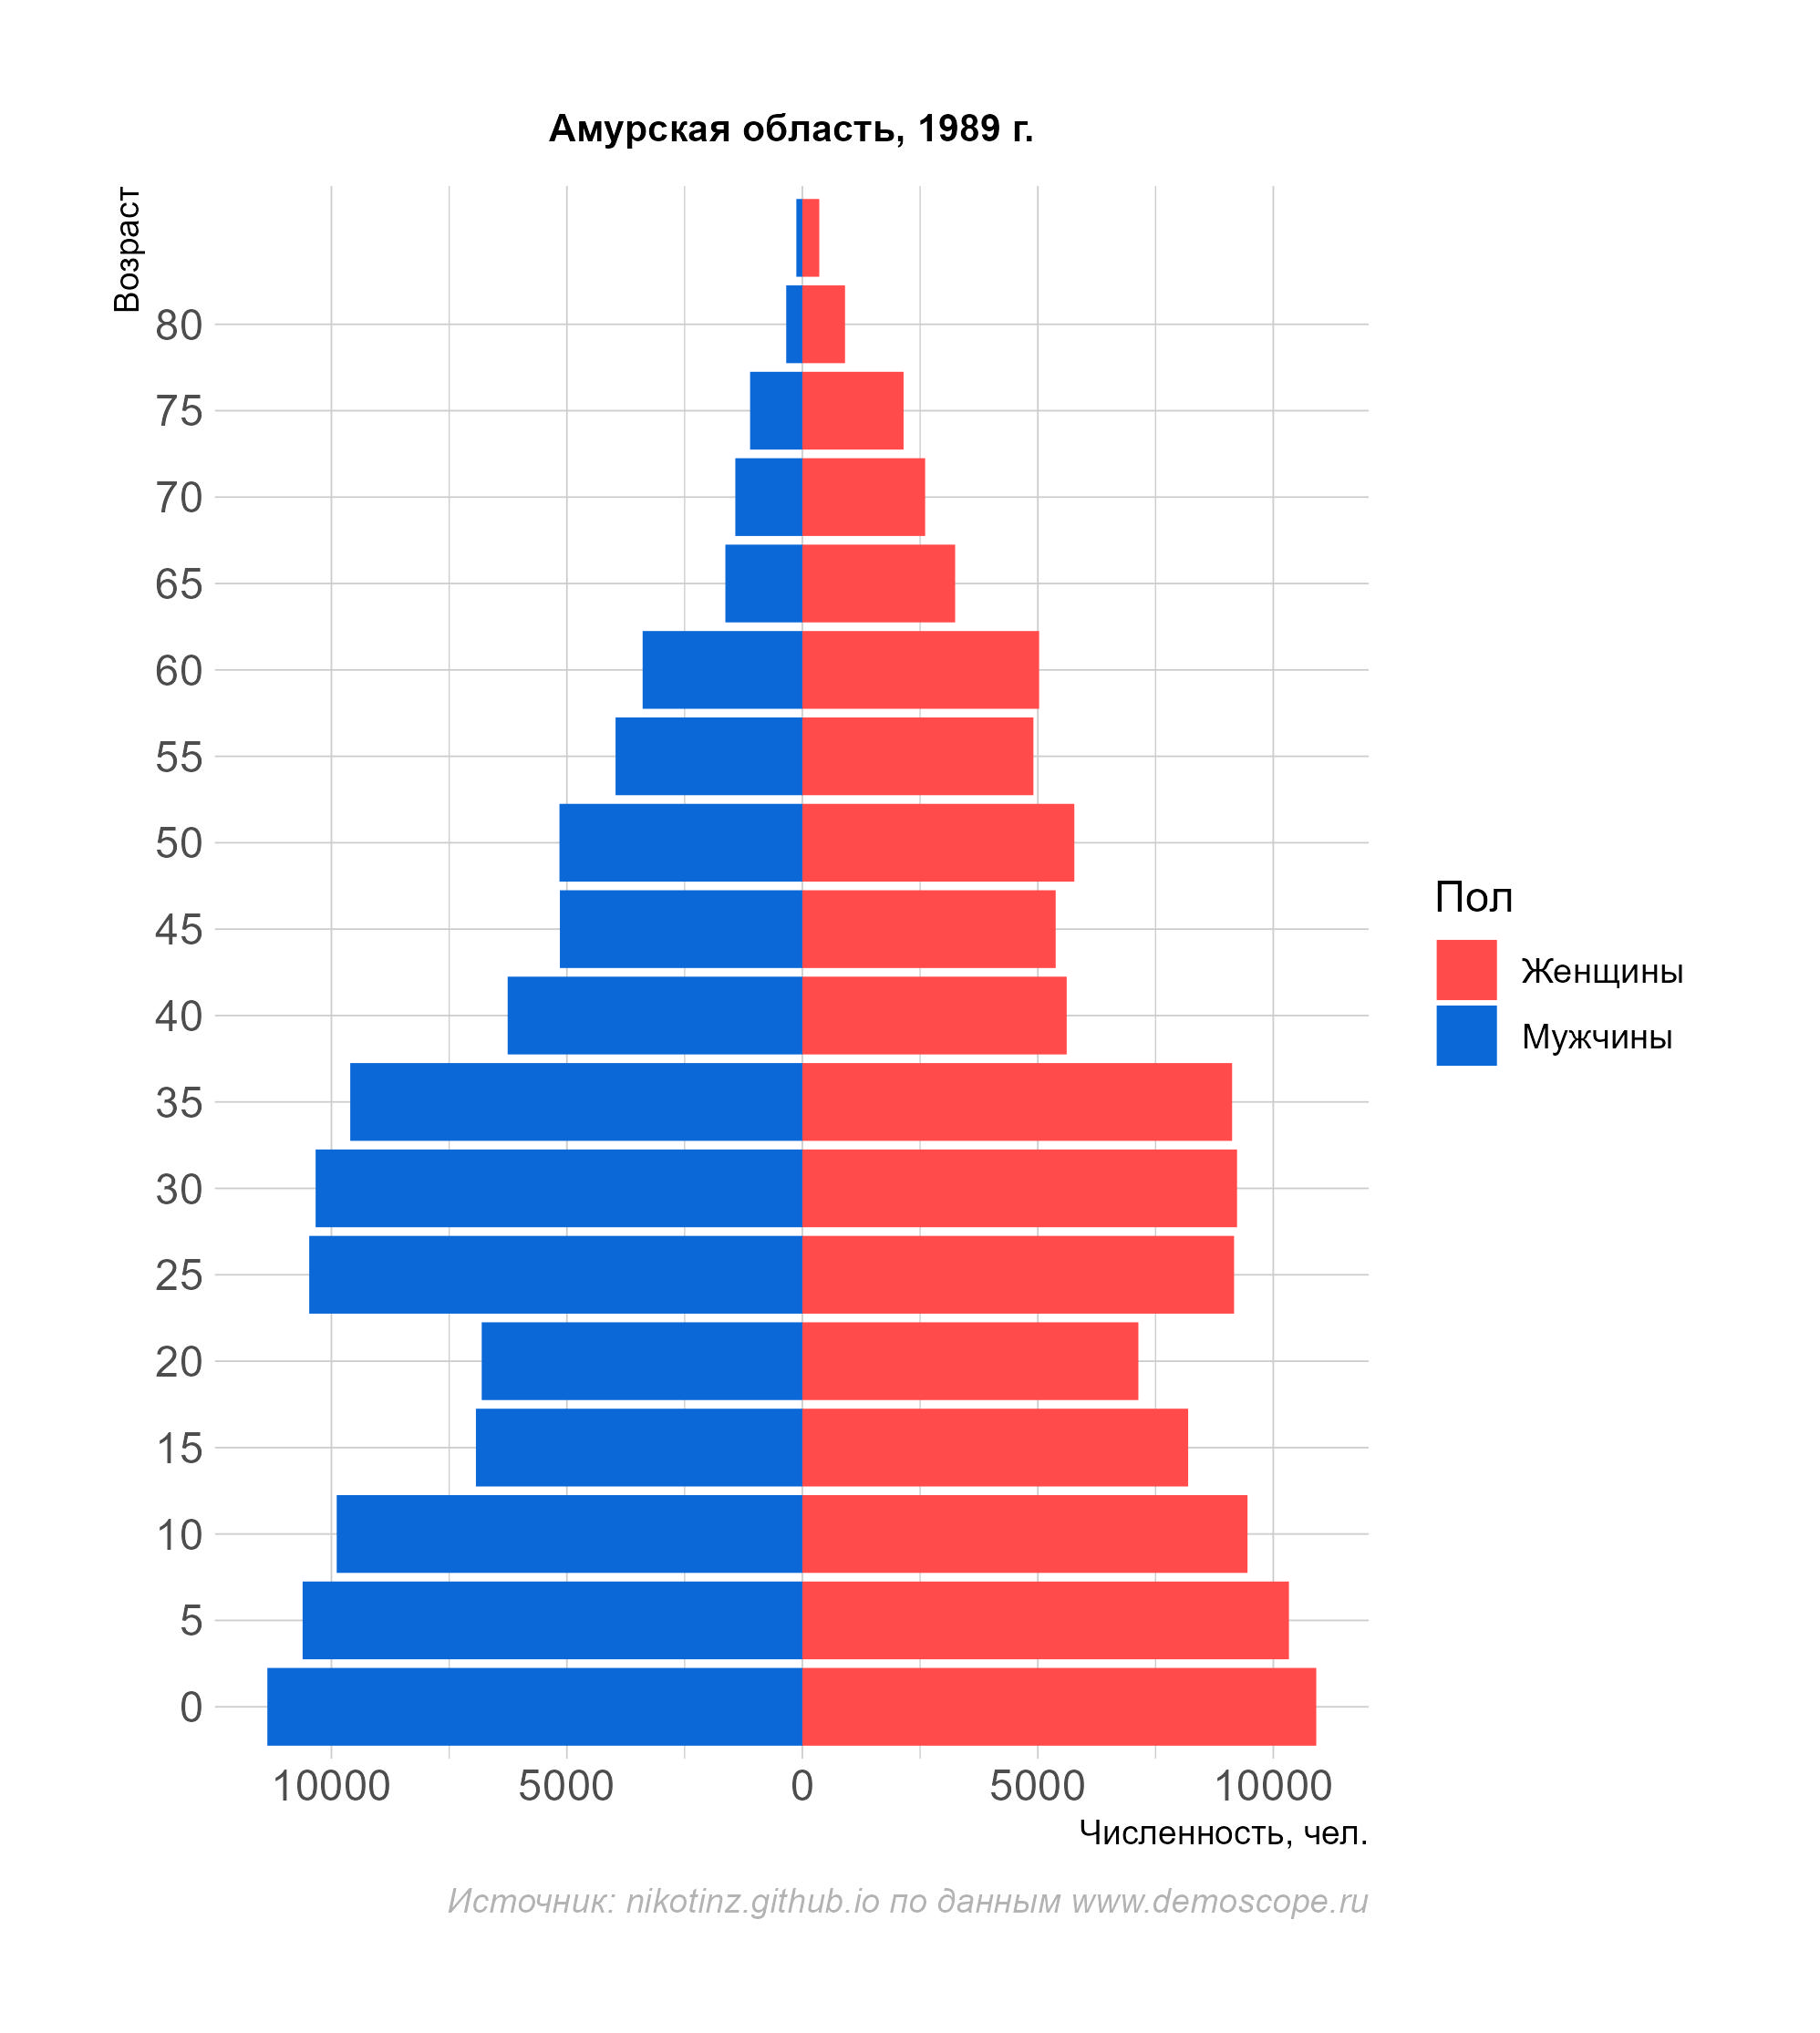 Амурская область, 1989 г.
Возраст
80
75
70
65
60
55
50
45
40
35
30
25
20
15
10
5
0
10000 5000 0 5000 10000
Численность, чел.
Пол
Женщины
Мужчины
Источник: nikotinz.github.io по данным www.demoscope.ru